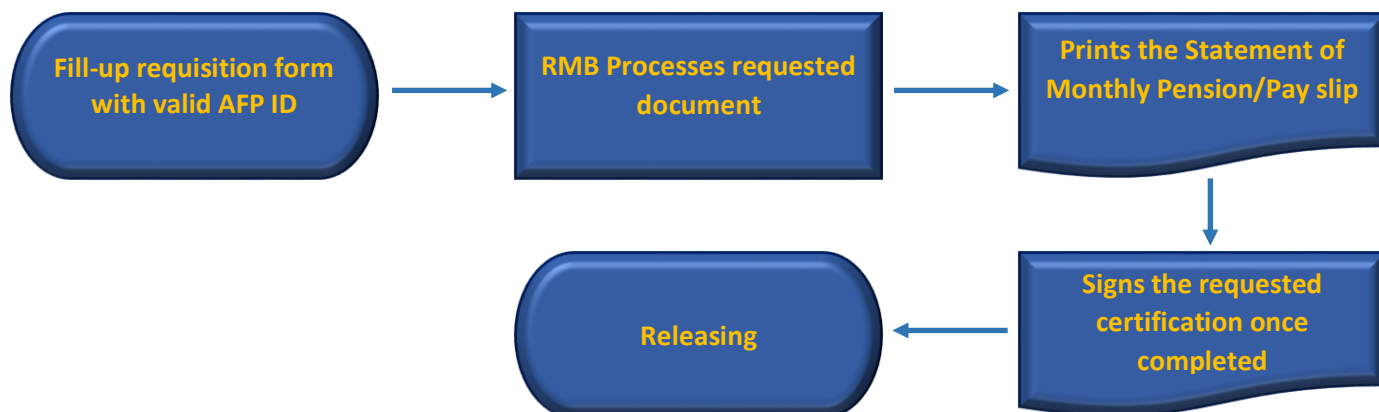 Fill-up requisition form
with valid AFP ID
RMB Processes requested
document
Prints the Statement of
Monthly Pension/Pay slip
Signs the requested
certification once
completed
Releasing